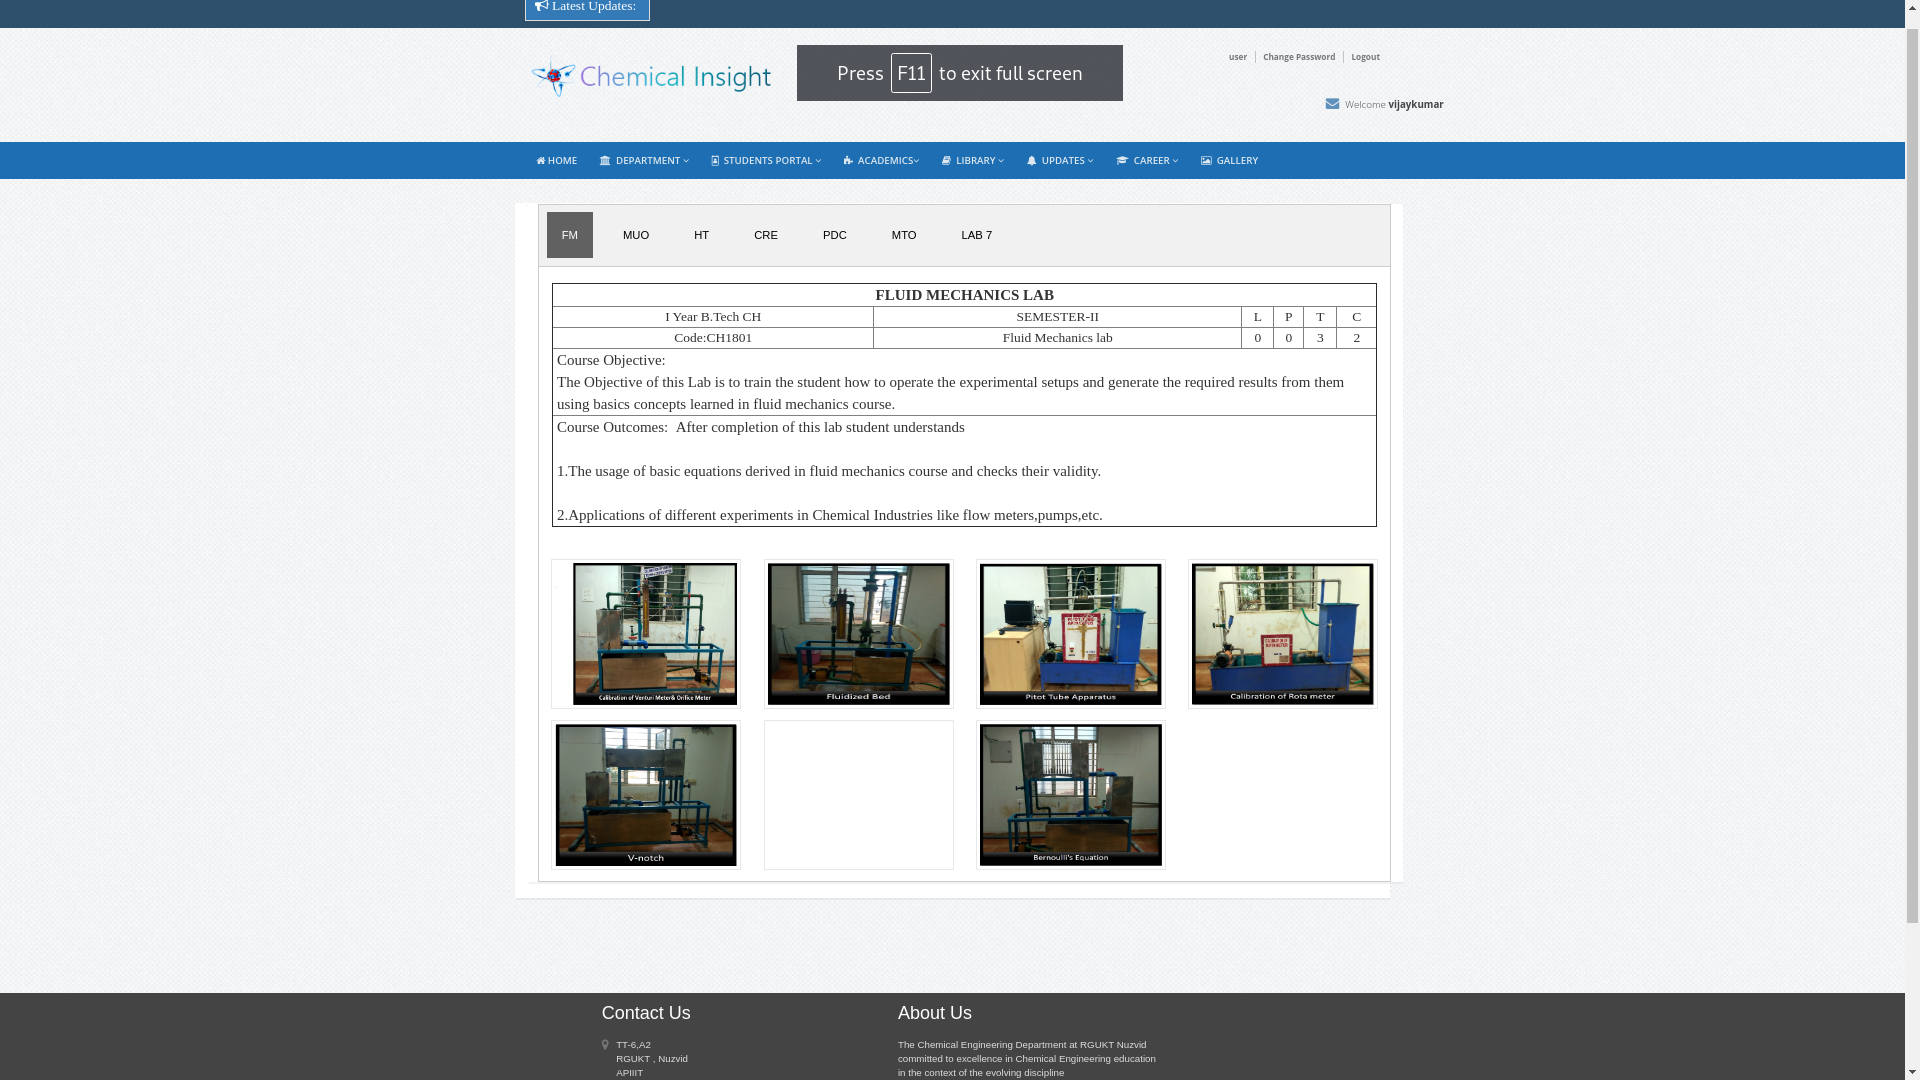 Latest Updates:
Chemical Insight
Press F11 to exit full screen
user Change Password Logout
Welcome vijaykumar
HOME DEPARTMENT STUDENTS PORTAL ACADEMICS LIBRARY UPDATES CAREER GALLERY
FM MUO HT CRE PDC MTO LAB 7
FLUID MECHANICS LAB
I Year B.Tech CH SEMESTER-II L P T C
Code:CH1801 Fluid Mechanics lab 0 0 3 2
Course Objective:
The Objective of this Lab is to train the student how to operate the experimental setups and generate the required results from them
using basics concepts learned in fluid mechanics course.
Course Outcomes: After completion of this lab student understands
1.The usage of basic equations derived in fluid mechanics course and checks their validity.
2.Applications of different experiments in Chemical Industries like flow meters,pumps,etc.
Calibration of Venturi Meter& Orifice Meter
Fluidized Bed
Pitot Tube Apparatus
Calibration of Rota meter
V-notch
Bernoulli's Equation
Contact Us
TT-6,A2
RGUKT , Nuzvid
APIIIT
About Us
The Chemical Engineering Department at RGUKT Nuzvid
committed to excellence in Chemical Engineering education
in the context of the evolving discipline